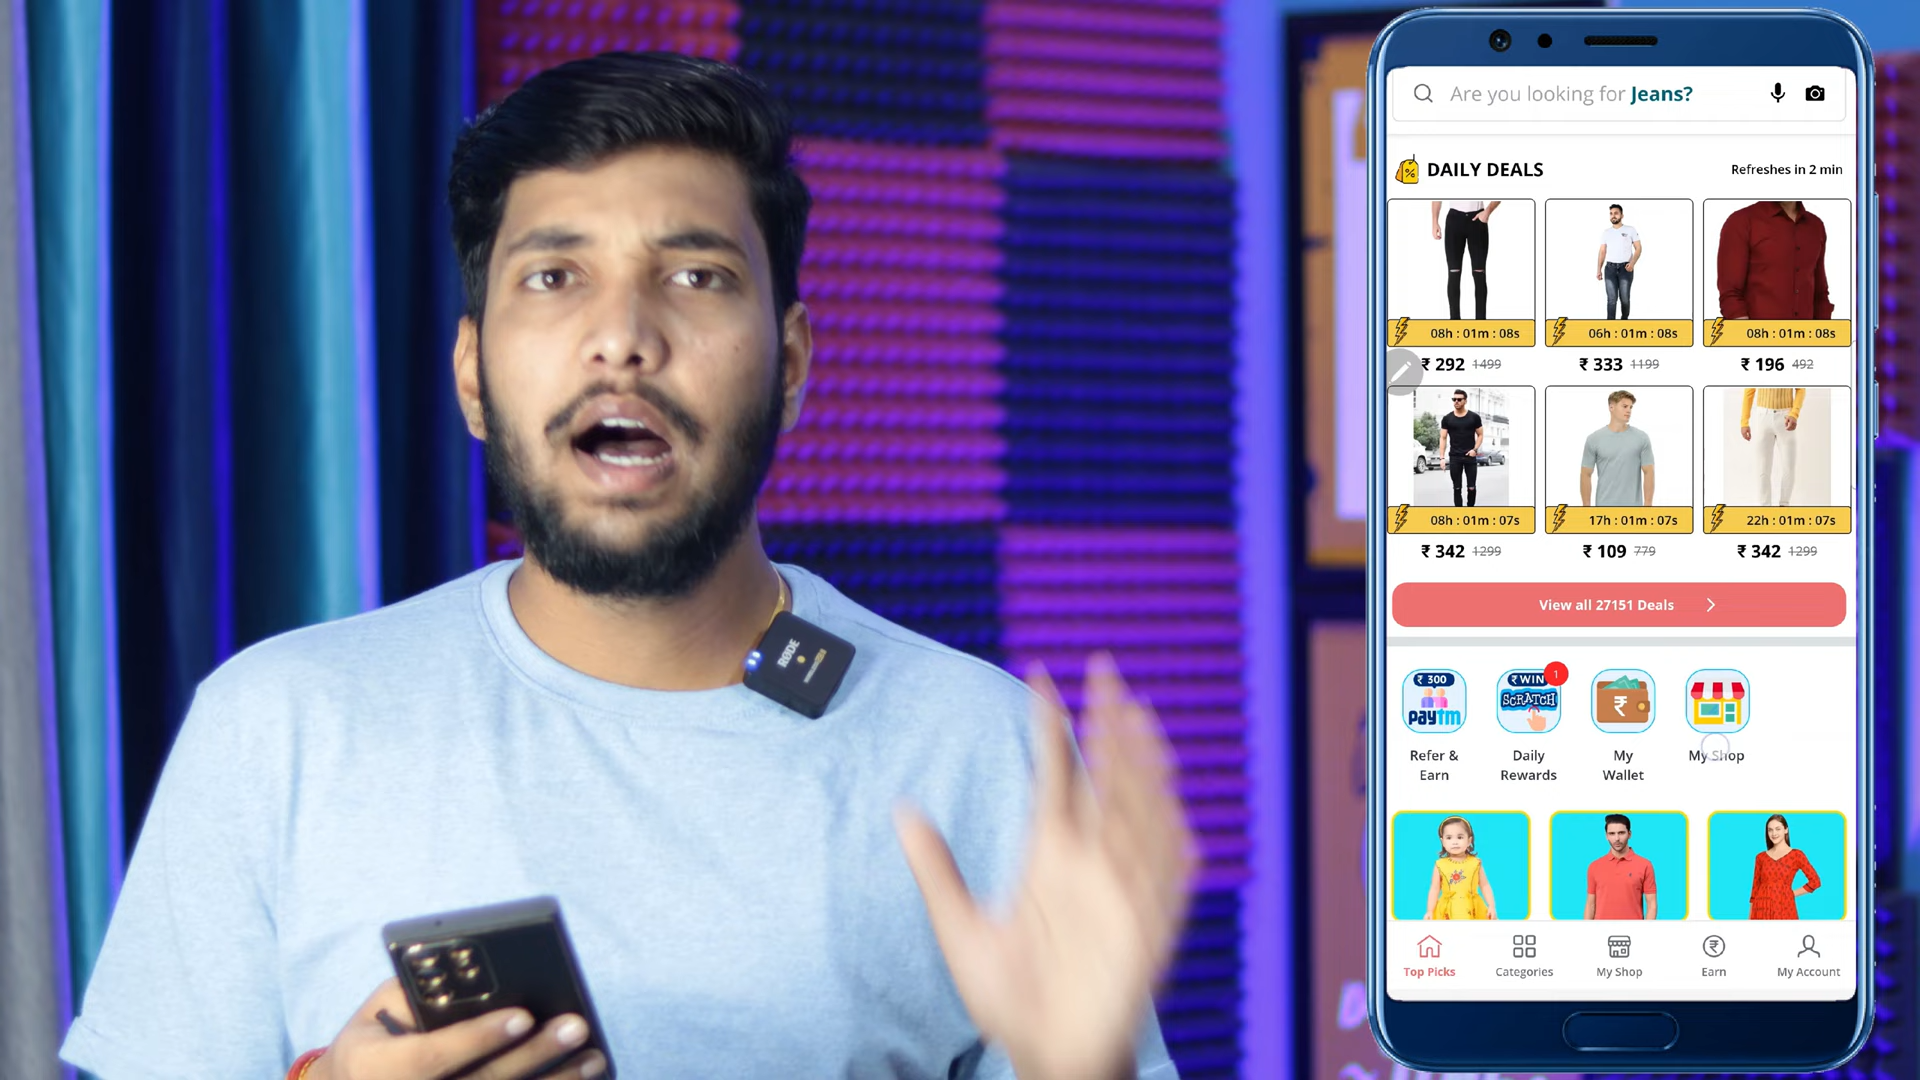 Are you looking for Jeans?
DAILY DEALS
Refreshes in 2 min
08h : 01m : 08s
06h : 01m : 08s
08h : 01m : 08s
₹ 292 1499
₹ 333 1199
₹ 196 492
08h : 01m : 07s
17h : 01m : 07s
22h : 01m : 07s
₹ 342 1299
₹ 109 779
₹ 342 1299
View all 27151 Deals
₹ 300
paytm
₹ WIN
SCRATCH
1
₹
RØDE
Refer &
Earn
Daily
Rewards
My
Wallet
My Shop
Top Picks
Categories
My Shop
Earn
My Account